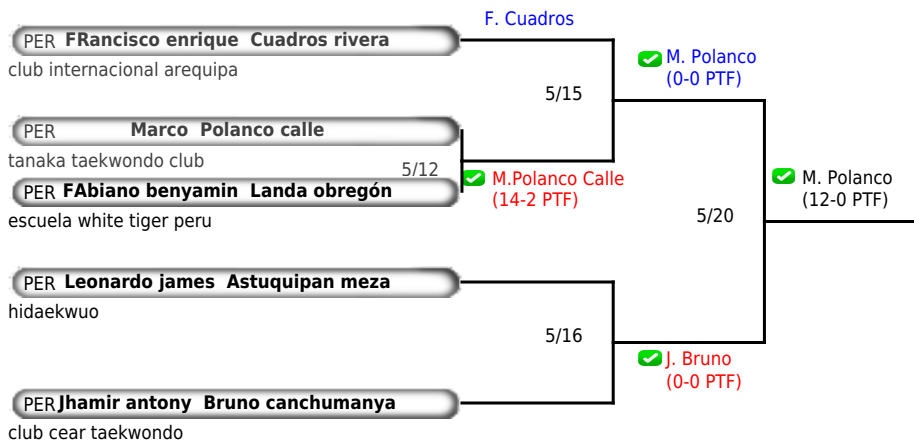 F. Cuadros
PER FRancisco enrique Cuadros rivera
club internacional arequipa
M. Polanco
(0-0 PTF)
5/15
PER Marco Polanco calle
tanaka taekwondo club
5/12
M.Polanco Calle
(14-2 PTF)
M. Polanco
(12-0 PTF)
PER FAbiano benyamin Landa obregón
escuela white tiger peru
5/20
PER Leonardo james Astuquipan meza
hidaekwuo
5/16
J. Bruno
(0-0 PTF)
PER Jhamir antony Bruno canchumanya
club cear taekwondo